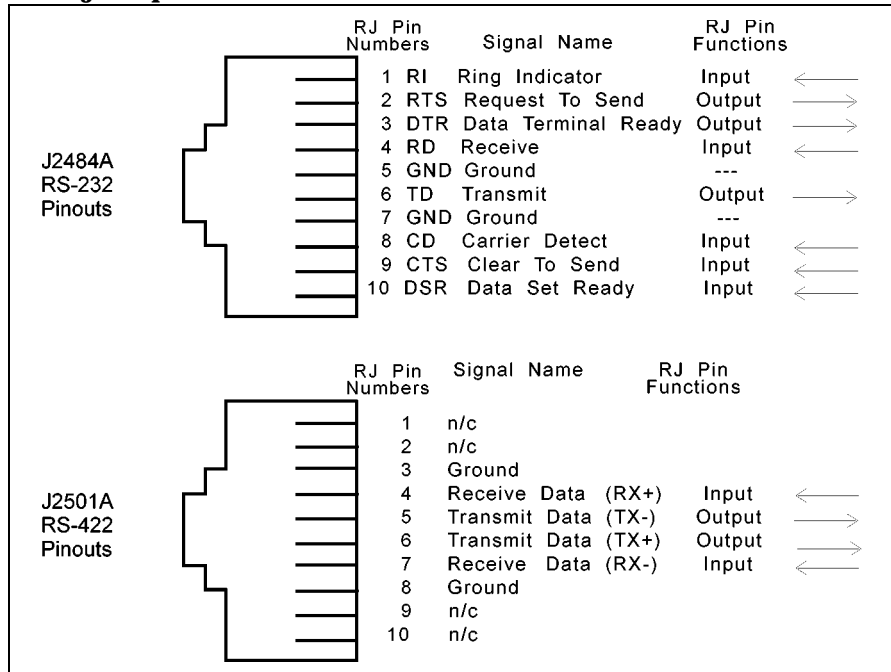 RJ Pin Numbers Signal Name RJ Pin Functions
J2484A
RS-232
Pinouts
1 RI Ring Indicator Input
2 RTS Request To Send Output
3 DTR Data Terminal Ready Output
4 RD Receive Input
5 GND Ground ---
6 TD Transmit Output
7 GND Ground ---
8 CD Carrier Detect Input
9 CTS Clear To Send Input
10 DSR Data Set Ready Input
RJ Pin Numbers Signal Name RJ Pin Functions
J2501A
RS-422
Pinouts
1 n/c
2 n/c
3 Ground
4 Receive Data (RX+) Input
5 Transmit Data (TX-) Output
6 Transmit Data (TX+) Output
7 Receive Data (RX-) Input
8 Ground
9 n/c
10 n/c